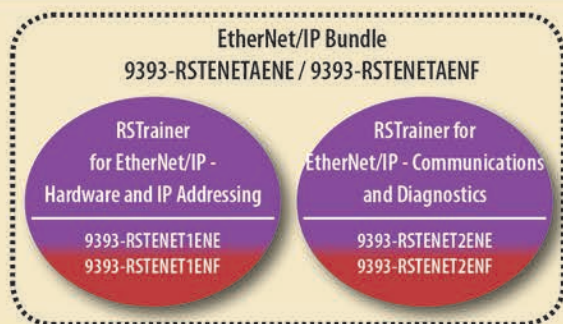 EtherNet/IP Bundle
9393-RSTENETAENE / 9393-RSTENETAENF
RSTrainer
for EtherNet/IP -
Hardware and IP Addressing
9393-RSTENET1ENE
9393-RSTENET1ENF
RSTrainer for
EtherNet/IP - Communications
and Diagnostics
9393-RSTENET2ENE
9393-RSTENET2ENF